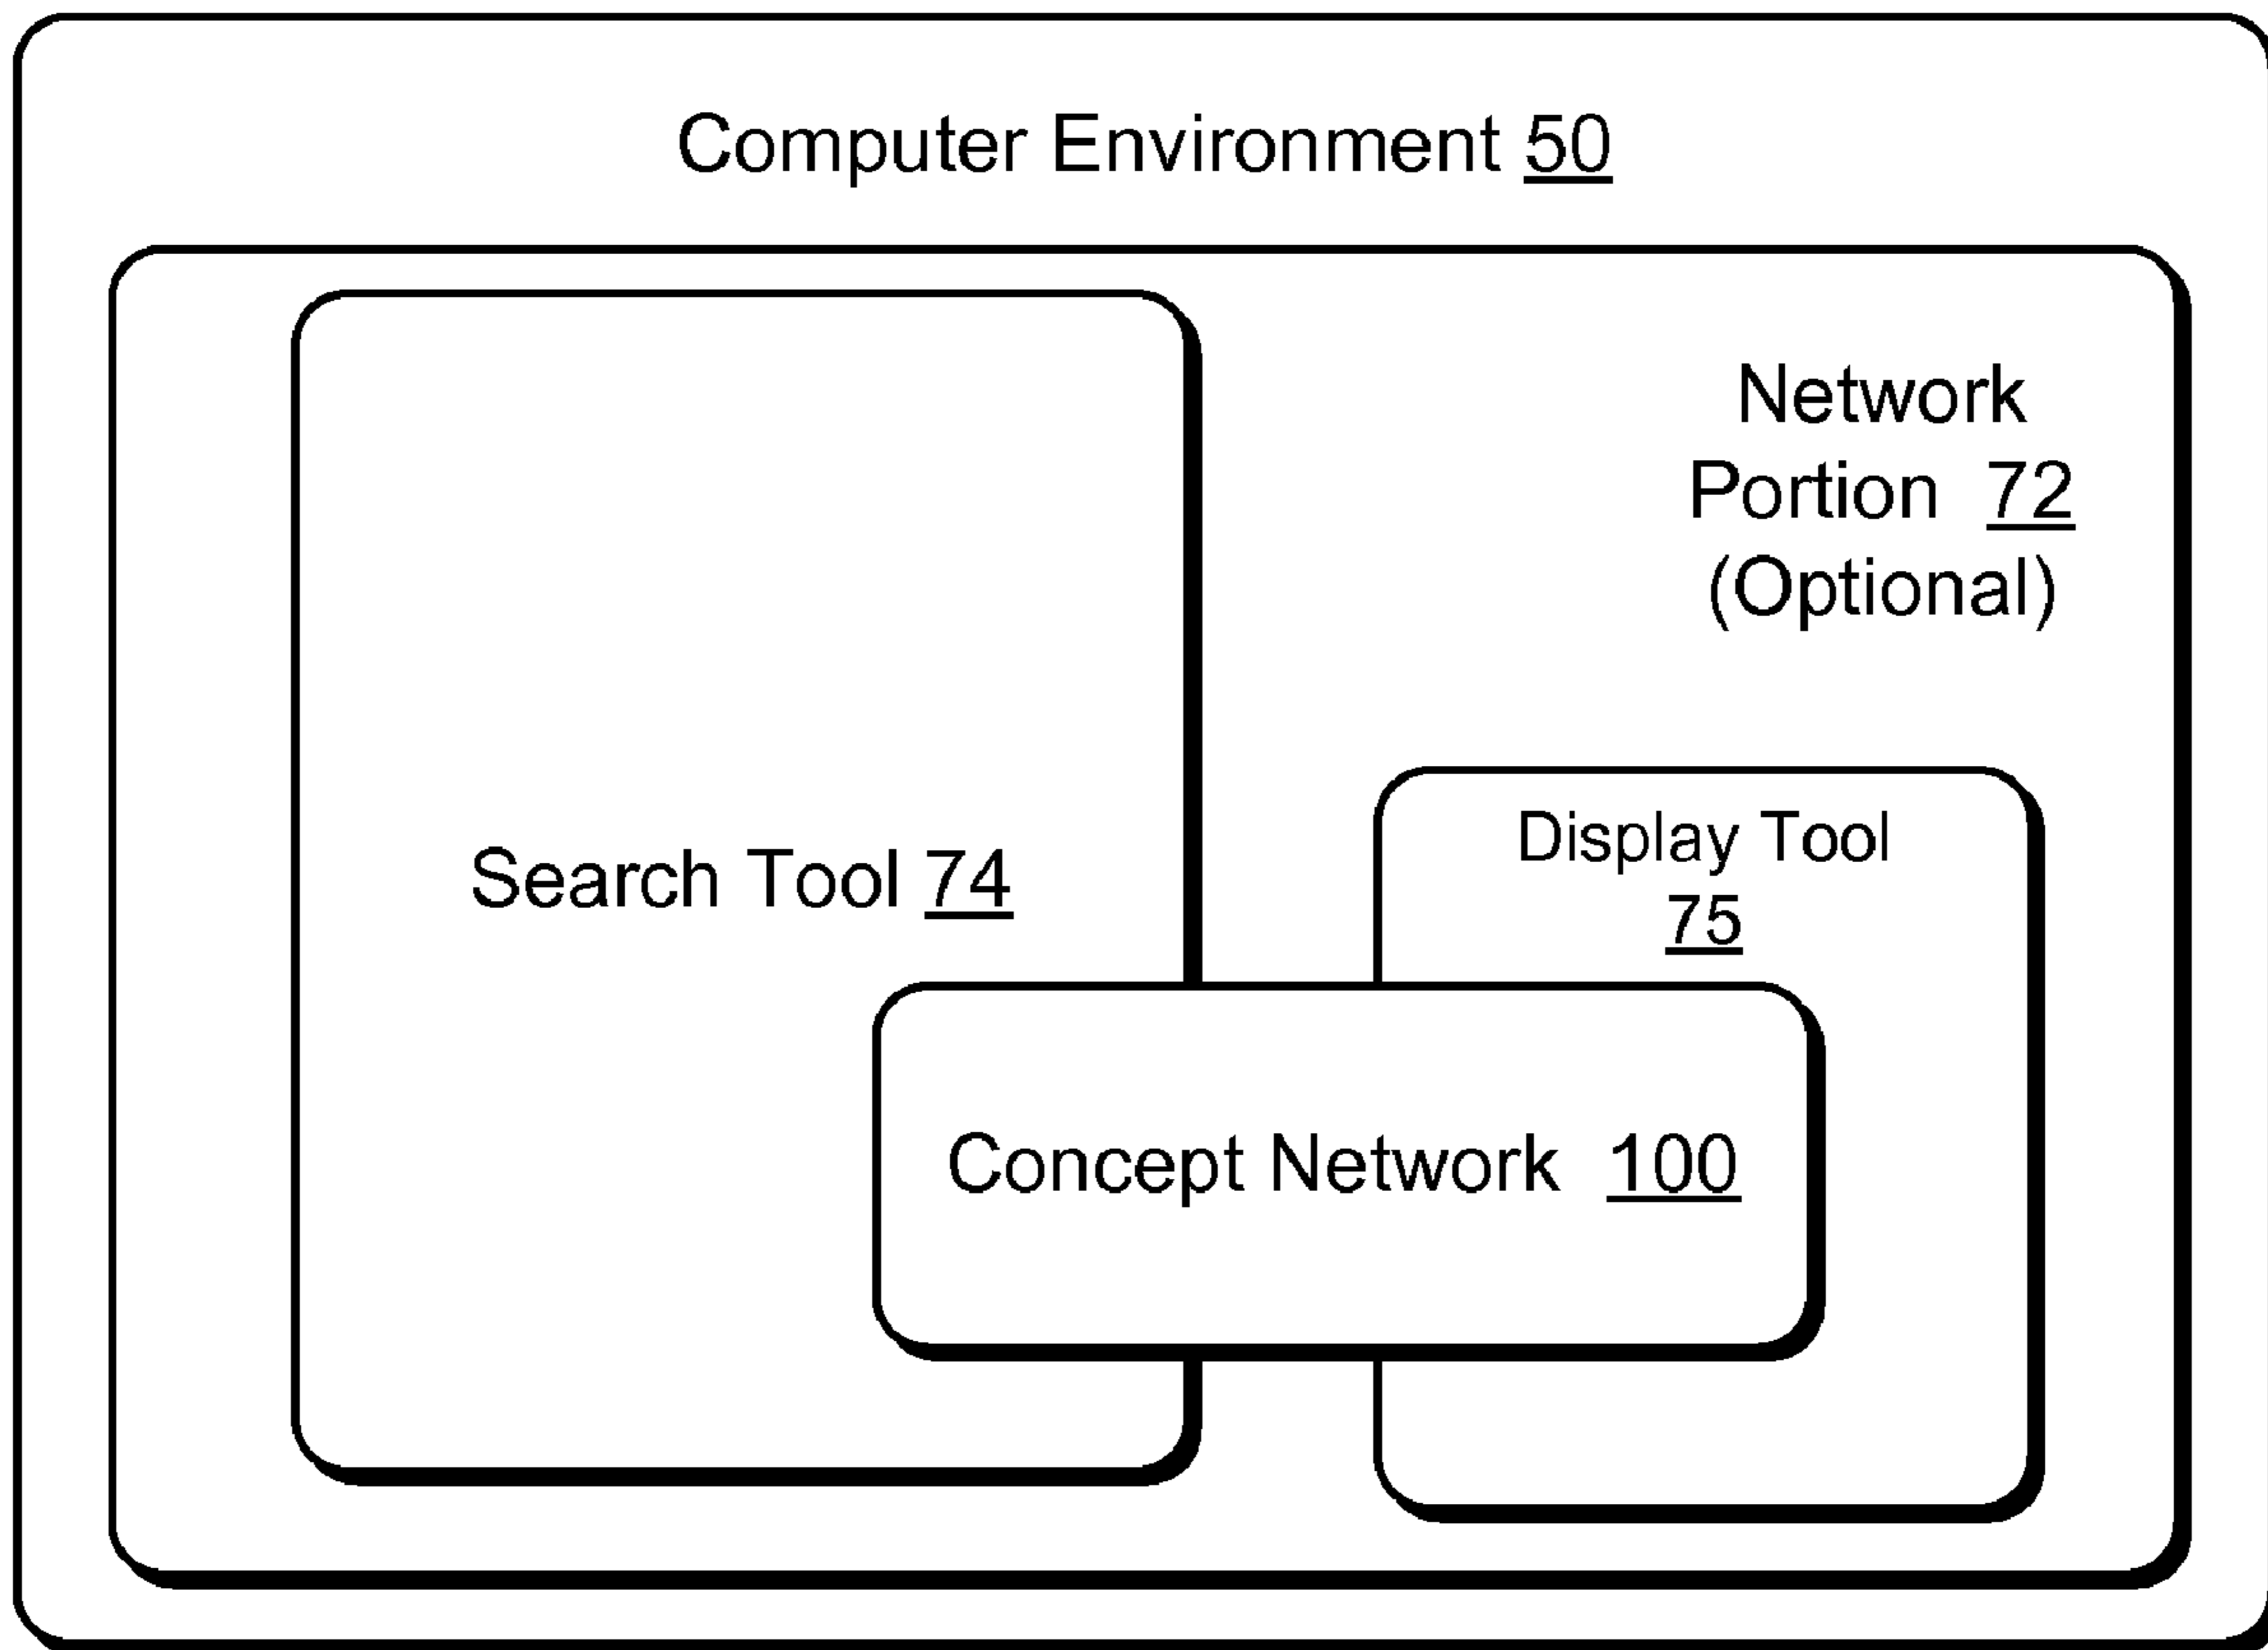 Computer Environment 50
Network
Portion 72
(Optional)
Search Tool 74
Display Tool
75
Concept Network 100